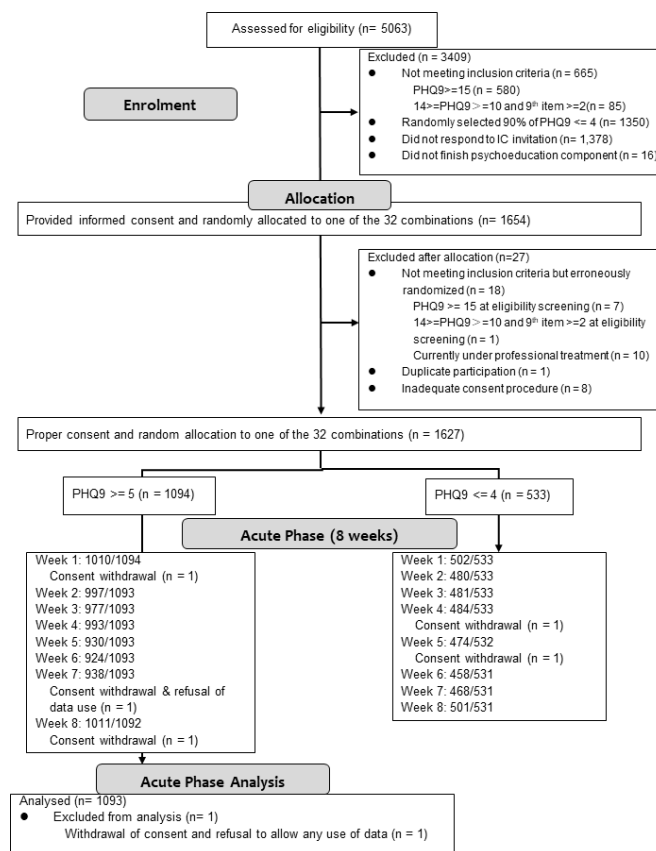 Assessed for eligibility (n= 5063)
Excluded (n = 3409)
● Not meeting inclusion criteria (n = 665)
PHQ9>=15 (n = 580)
14>=PHQ9>=10 and 9th item >=2(n = 85)
● Randomly selected 90% of PHQ9 <= 4 (n= 1350)
● Did not respond to IC invitation (n= 1,378)
● Did not finish psychoeducation component (n = 16)
Enrolment
Allocation
Provided informed consent and randomly allocated to one of the 32 combinations (n= 1654)
Excluded after allocation (n=27)
● Not meeting inclusion criteria but erroneously
randomized (n = 18)
PHQ9 >= 15 at eligibility screening (n = 7)
14>=PHQ9>=10 and 9th item >=2 at eligibility
screening (n = 1)
Currently under professional treatment (n = 10)
● Duplicate participation (n = 1)
● Inadequate consent procedure (n = 8)
Proper consent and random allocation to one of the 32 combinations (n = 1627)
PHQ9 >= 5 (n = 1094)
PHQ9 <= 4 (n = 533)
Acute Phase (8 weeks)
Week 1: 1010/1094
Consent withdrawal (n = 1)
Week 2: 997/1093
Week 3: 977/1093
Week 4: 993/1093
Week 5: 930/1093
Week 6: 924/1093
Week 7: 938/1093
Consent withdrawal & refusal of
data use (n = 1)
Week 8: 1011/1092
Consent withdrawal (n = 1)
Week 1: 502/533
Week 2: 480/533
Week 3: 481/533
Week 4: 484/533
Consent withdrawal (n = 1)
Week 5: 474/532
Consent withdrawal (n = 1)
Week 6: 458/531
Week 7: 468/531
Week 8: 501/531
Acute Phase Analysis
Analysed (n= 1093)
● Excluded from analysis (n = 1)
Withdrawal of consent and refusal to allow any use of data (n = 1)